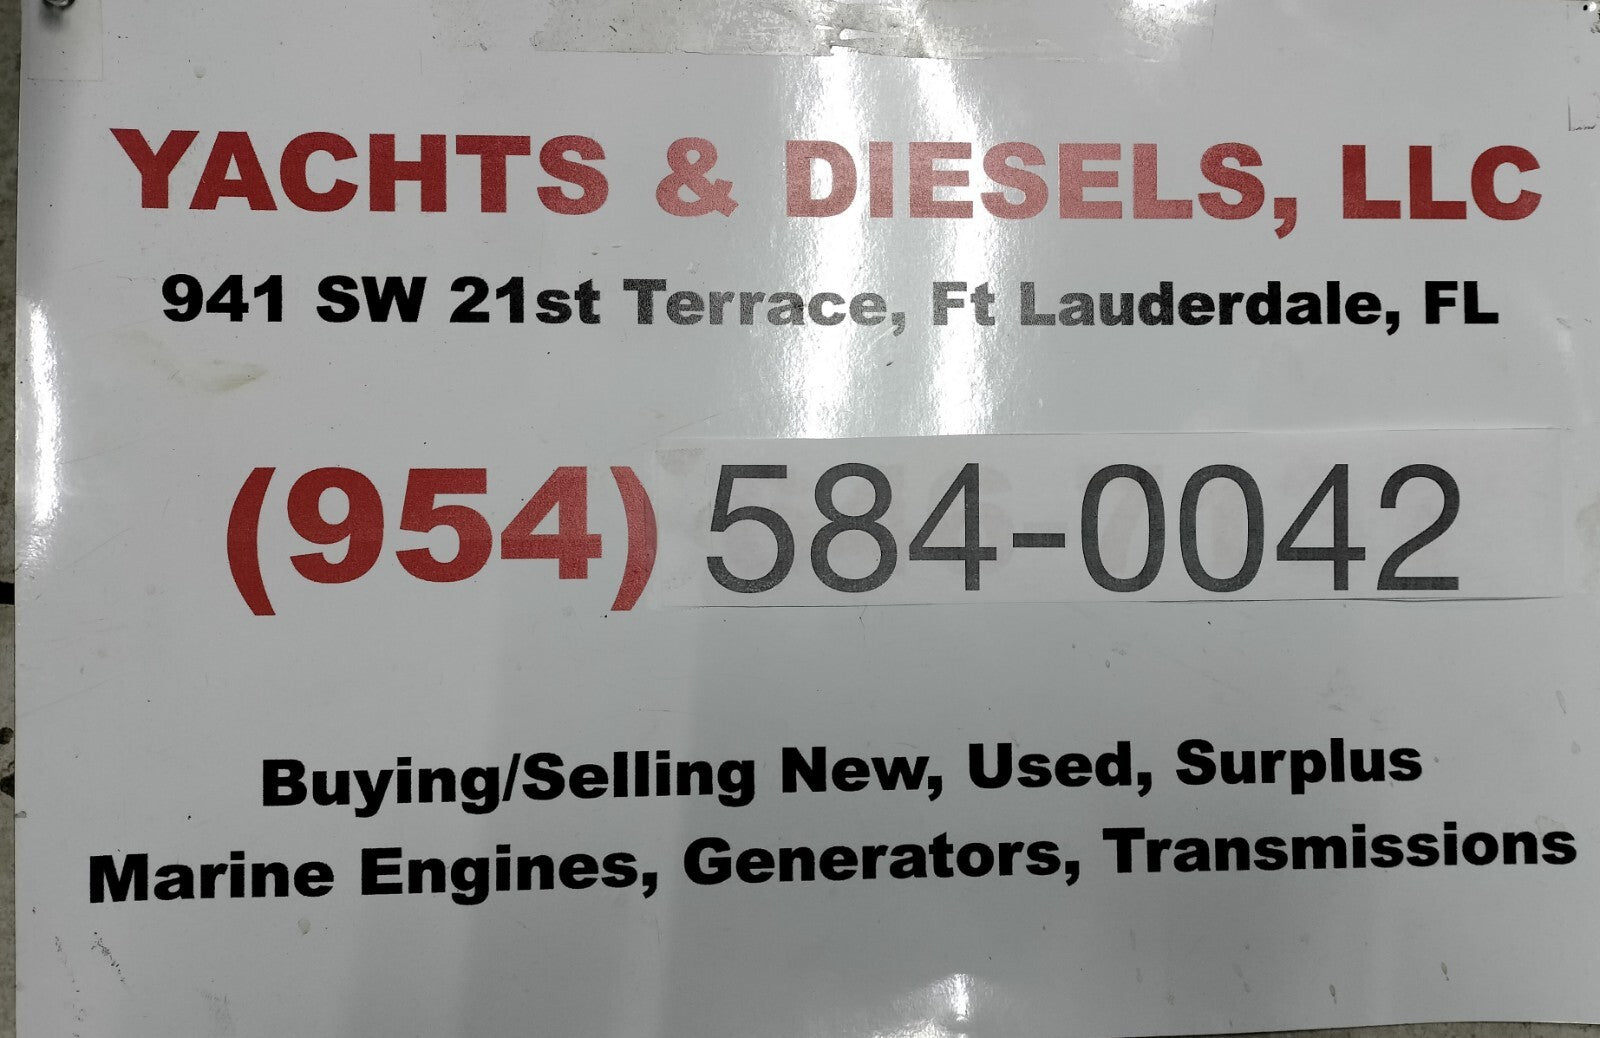 YACHTS & DIESELS, LLC
941 SW 21st Terrace, Ft Lauderdale, FL
(954) 584-0042
Buying/Selling New, Used, Surplus
Marine Engines, Generators, Transmissions